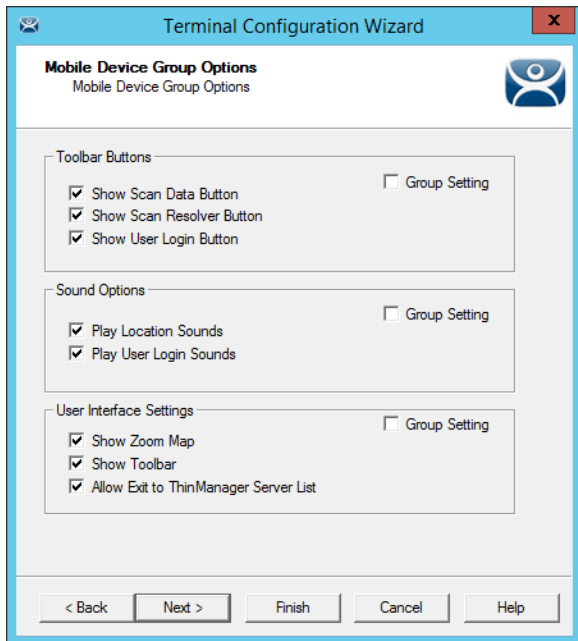 Terminal Configuration Wizard
x
Mobile Device Group Options
Mobile Device Group Options
Toolbar Buttons
Group Setting
Show Scan Data Button
Show Scan Resolver Button
Show User Login Button
Sound Options
Group Setting
Play Location Sounds
Play User Login Sounds
User Interface Settings
Group Setting
Show Zoom Map
Show Toolbar
Allow Exit to ThinManager Server List
< Back Next > Finish Cancel Help